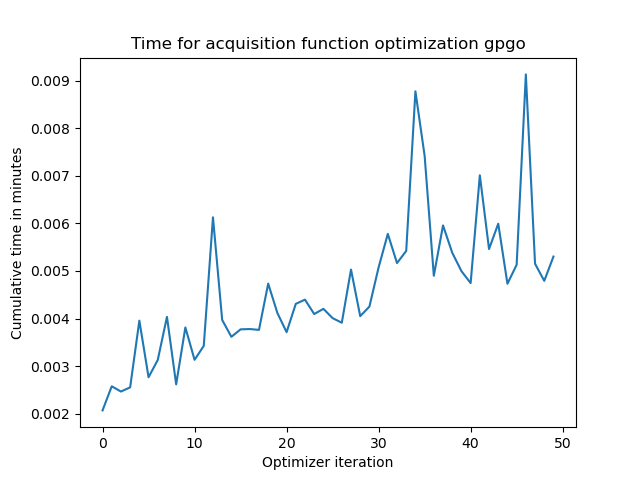 Time for acquisition function optimization gpgo
Cumulative time in minutes
0.009
0.008
0.007
0.006
0.005
0.004
0.003
0.002
0 10 20 30 40 50
Optimizer iteration